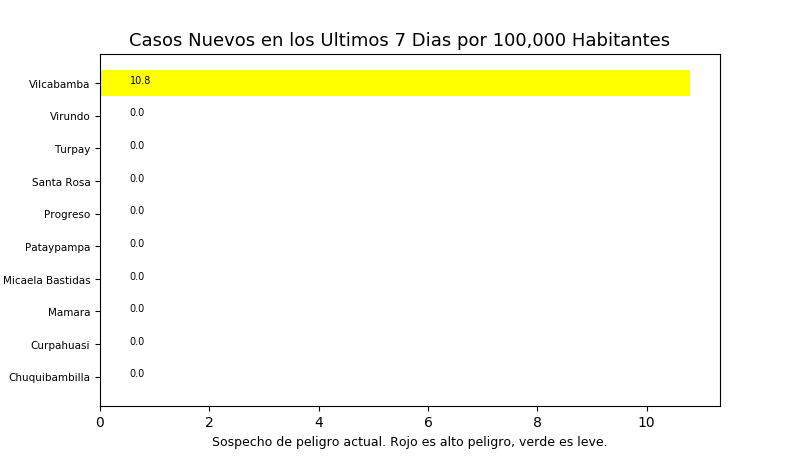 Casos Nuevos en los Ultimos 7 Dias por 100,000 Habitantes
Vilcabamba 10.8
Virundo 0.0
Turpay 0.0
Santa Rosa 0.0
Progreso 0.0
Pataypampa 0.0
Micaela Bastidas 0.0
Mamara 0.0
Curpahuasi 0.0
Chuquibambilla 0.0
0 2 4 6 8 10
Sospecho de peligro actual. Rojo es alto peligro, verde es leve.